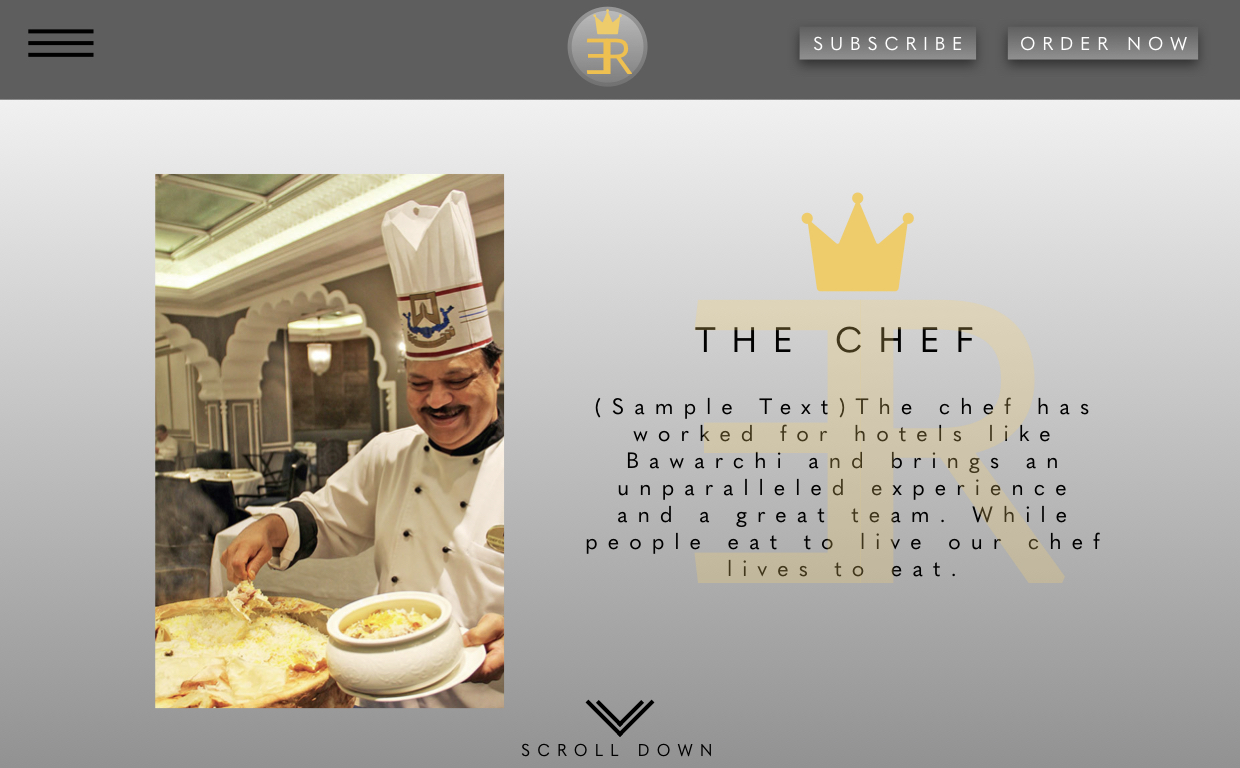 SUBSCRIBE
ORDER NOW
THE CHEF
(Sample Text)The chef has
worked for hotels like
Bawarchi and brings an
unparalleled experience
and a great team. While
people eat to live our chef
lives to eat.
SCROLL DOWN